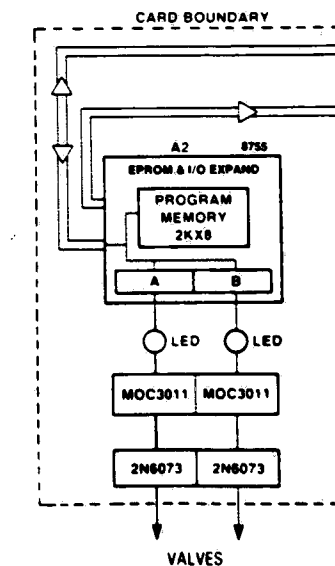 CARD BOUNDARY
A2 8755
EPROM & I/O EXPAND
PROGRAM
MEMORY
2KX8
A B
LED LED
MOC3011 MOC3011
2N6073 2N6073
VALVES